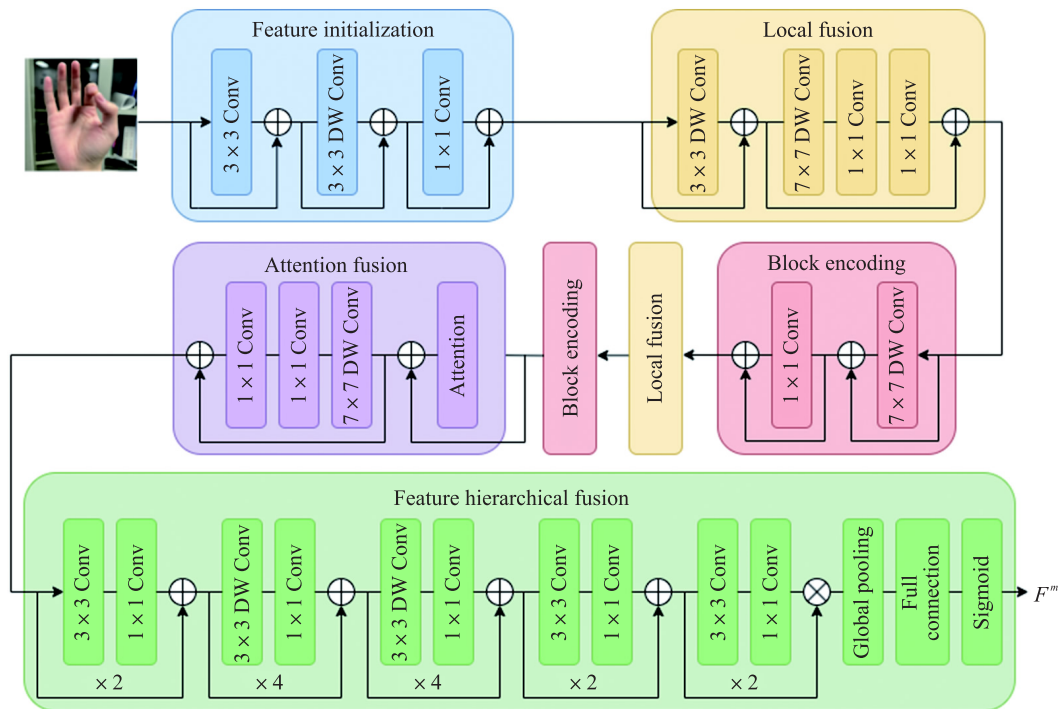 Feature initialization
3 × 3 Conv
3 × 3 DW Conv
1 × 1 Conv
Local fusion
3 × 3 DW Conv
7 × 7 DW Conv
1 × 1 Conv
1 × 1 Conv
Attention fusion
1 × 1 Conv
1 × 1 Conv
7 × 7 DW Conv
Attention
Block encoding
Local fusion
Block encoding
1 × 1 Conv
7 × 7 DW Conv
Feature hierarchical fusion
3 × 3 Conv
1 × 1 Conv
× 2
3 × 3 DW Conv
1 × 1 Conv
× 4
3 × 3 DW Conv
1 × 1 Conv
× 4
3 × 3 Conv
1 × 1 Conv
× 2
3 × 3 Conv
1 × 1 Conv
× 2
Global pooling
Full
connection
Sigmoid
F^m